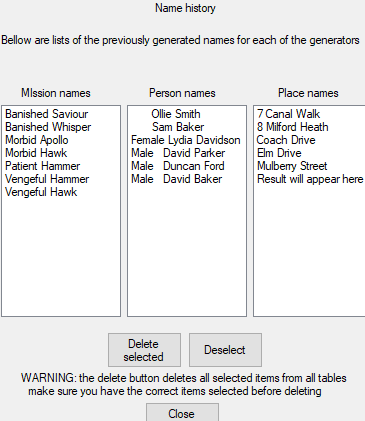 Name history
Bellow are lists of the previously generated names for each of the generators
MIssion names
Person names
Place names
Banished Saviour
Banished Whisper
Morbid Apollo
Morbid Hawk
Patient Hammer
Vengeful Hammer
Vengeful Hawk
Ollie Smith
Sam Baker
Female Lydia Davidson
Male David Parker
Male Duncan Ford
Male David Baker
7 Canal Walk
8 Milford Heath
Coach Drive
Elm Drive
Mulberry Street
Result will appear here
Delete
selected
Deselect
WARNING: the delete button deletes all selected items from all tables
make sure you have the correct items selected before deleting
Close